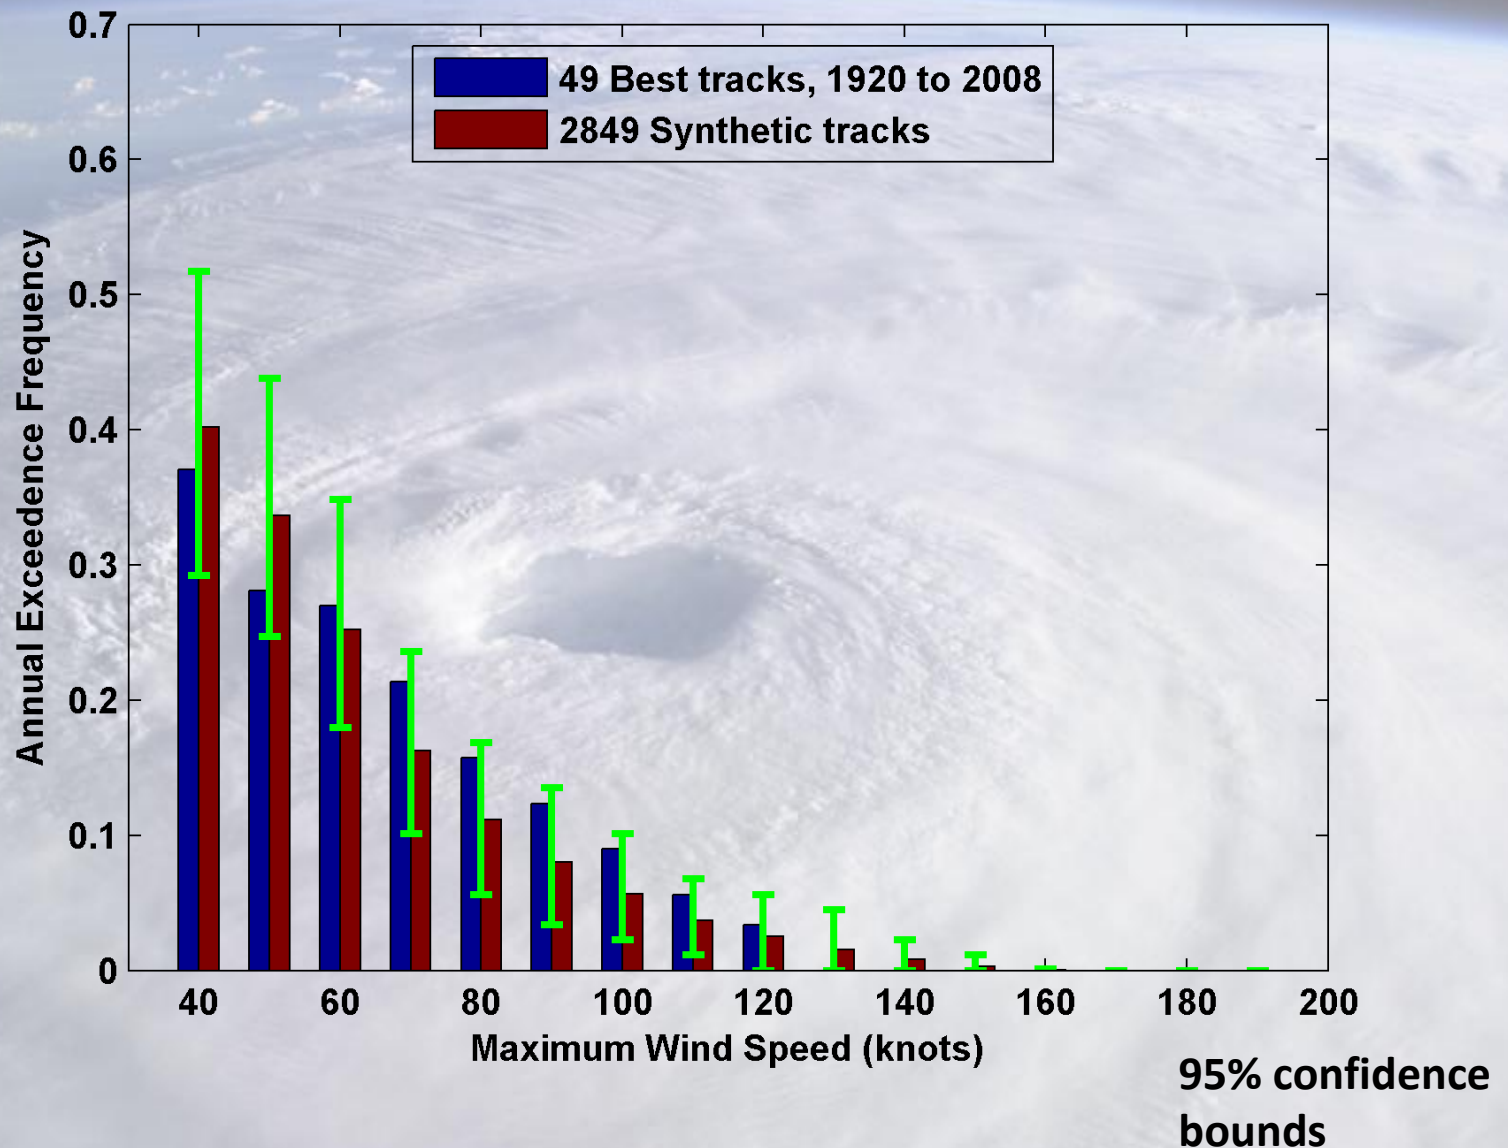 0.7
0.6
0.5
0.4
0.3
0.2
0.1
0
Annual Exceedence Frequency
49 Best tracks, 1920 to 2008
2849 Synthetic tracks
40 60 80 100 120 140 160 180 200
Maximum Wind Speed (knots)
95% confidence
bounds